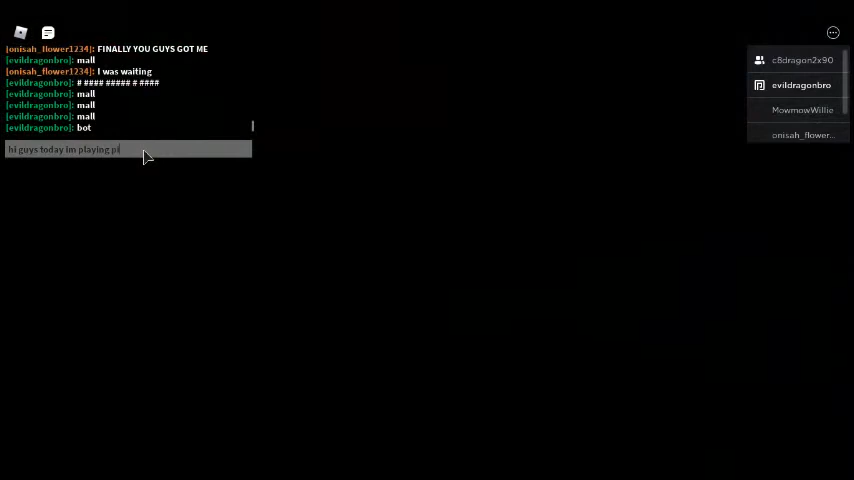 [onisah_flower1234]: FINALLY YOU GUYS GOT ME
[evildragonbro]: mall
[onisah_flower1234]: I was waiting
[evildragonbro]: # #### ##### # ####
[evildragonbro]: mall
[evildragonbro]: mall
[evildragonbro]: mall
[evildragonbro]: bot
hi guys today im playing pi
c8dragon2x90
evildragonbro
MowmowWillie
onisah_flower...